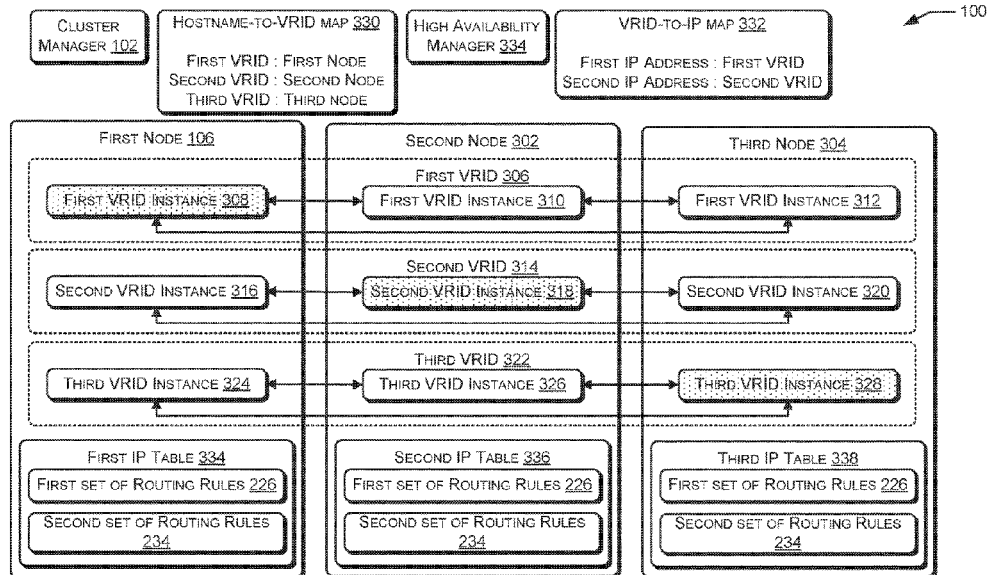 100
CLUSTER
MANAGER 102
HOSTNAME-TO-VRID MAP 330
FIRST VRID : FIRST NODE
SECOND VRID : SECOND NODE
THIRD VRID : THIRD NODE
HIGH AVAILABILITY
MANAGER 334
VRID-TO-IP MAP 332
FIRST IP ADDRESS : FIRST VRID
SECOND IP ADDRESS : SECOND VRID
FIRST NODE 106
SECOND NODE 302
THIRD NODE 304
FIRST VRID 306
FIRST VRID INSTANCE 308
FIRST VRID INSTANCE 310
FIRST VRID INSTANCE 312
SECOND VRID 314
SECOND VRID INSTANCE 316
SECOND VRID INSTANCE 318
SECOND VRID INSTANCE 320
THIRD VRID 322
THIRD VRID INSTANCE 324
THIRD VRID INSTANCE 326
THIRD VRID INSTANCE 328
FIRST IP TABLE 334
FIRST SET OF ROUTING RULES 226
SECOND SET OF ROUTING RULES
234
SECOND IP TABLE 336
FIRST SET OF ROUTING RULES 226
SECOND SET OF ROUTING RULES
234
THIRD IP TABLE 338
FIRST SET OF ROUTING RULES 226
SECOND SET OF ROUTING RULES
234